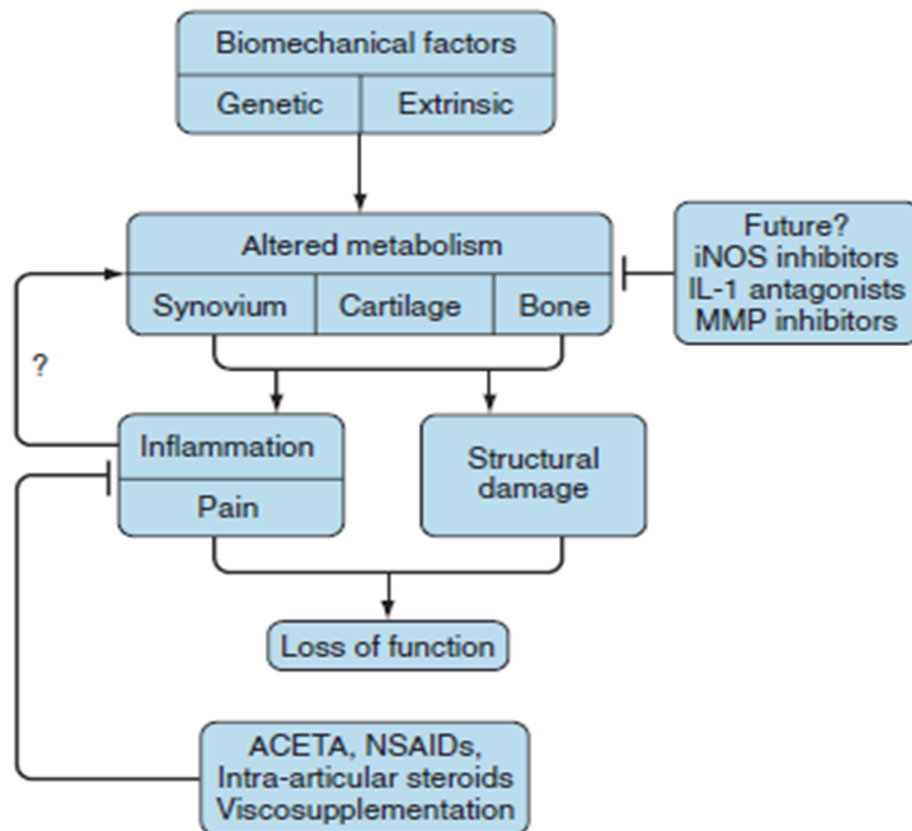 Biomechanical factors
Genetic
Extrinsic
Altered metabolism
Synovium
Cartilage
Bone
Future?
iNOS inhibitors
IL-1 antagonists
MMP inhibitors
?
Inflammation
Pain
Structural
damage
Loss of function
ACETA, NSAIDs,
Intra-articular steroids
Viscosupplementation